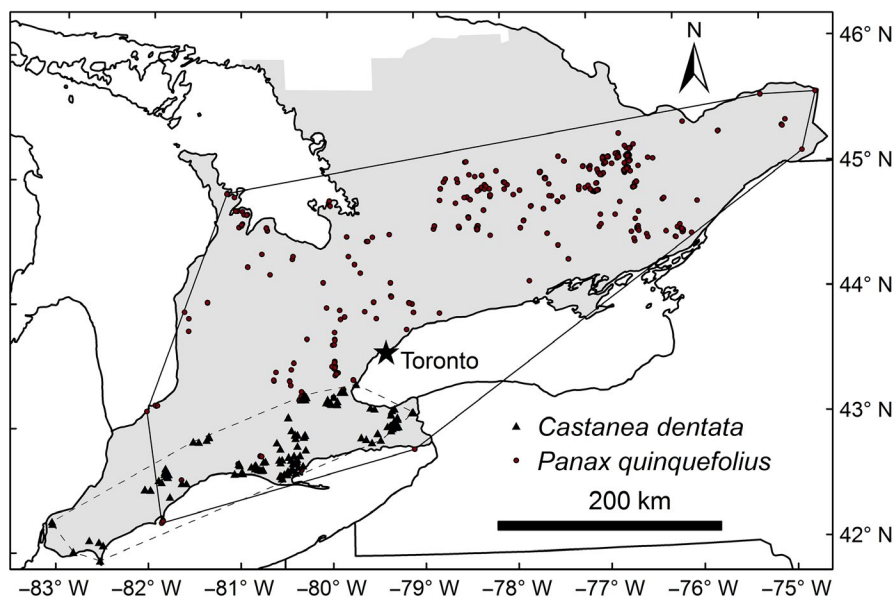 46° N
N
45° N
44° N
Toronto
43° N
Castanea dentata
Panax quinquefolius
200 km
42° N
−83° W −82° W −81° W −80° W −79° W −78° W −77° W −76° W −75° W